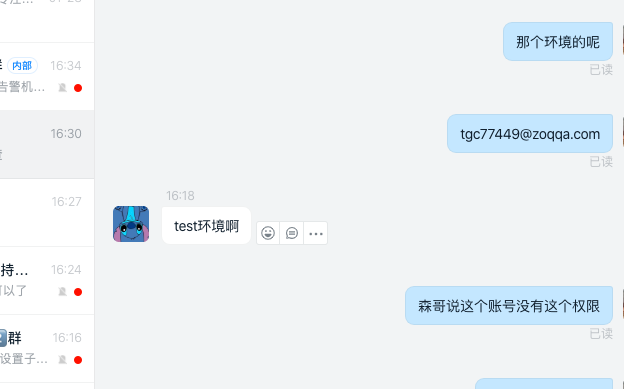 16:34
内部
告警机...
16:30
16:27
持...
16:24
可以了
群
16:16
设置子...
那个环境的呢
已读
tgc77449@zoqqa.com
已读
16:18
test环境啊
森哥说这个账号没有这个权限
已读